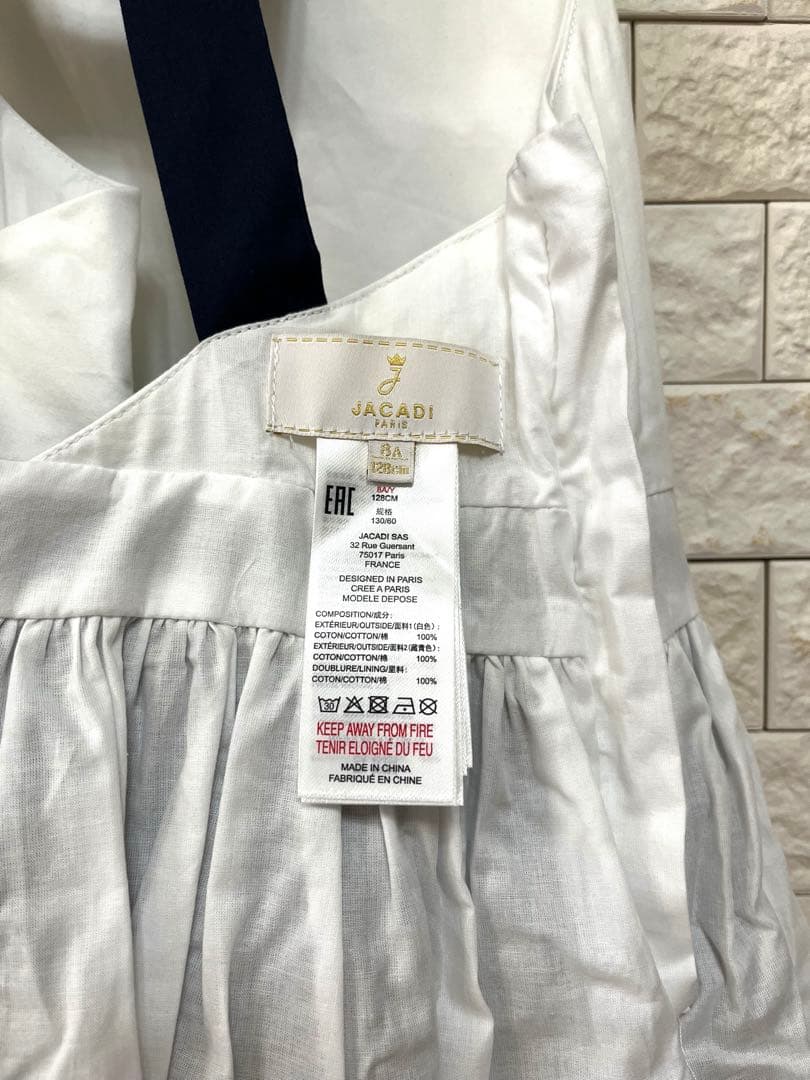 J
JACADI
PARIS
8A
128cm
EAC
8A/Y
128CM
规格
130/60
JACADI SAS
32 Rue Guersant
75017 Paris
FRANCE
DESIGNED IN PARIS
CREE A PARIS
MODELE DEPOSE
COMPOSITION/成分:
EXTÉRIEUR/OUTSIDE/面料1(白色):
COTON/COTTON/棉 100%
EXTÉRIEUR/OUTSIDE/面料2(藏青色):
COTON/COTTON/棉 100%
DOUBLURE/LINING/里料:
COTON/COTTON/棉 100%
30
KEEP AWAY FROM FIRE
TENIR ELOIGNÉ DU FEU
MADE IN CHINA
FABRIQUÉ EN CHINE